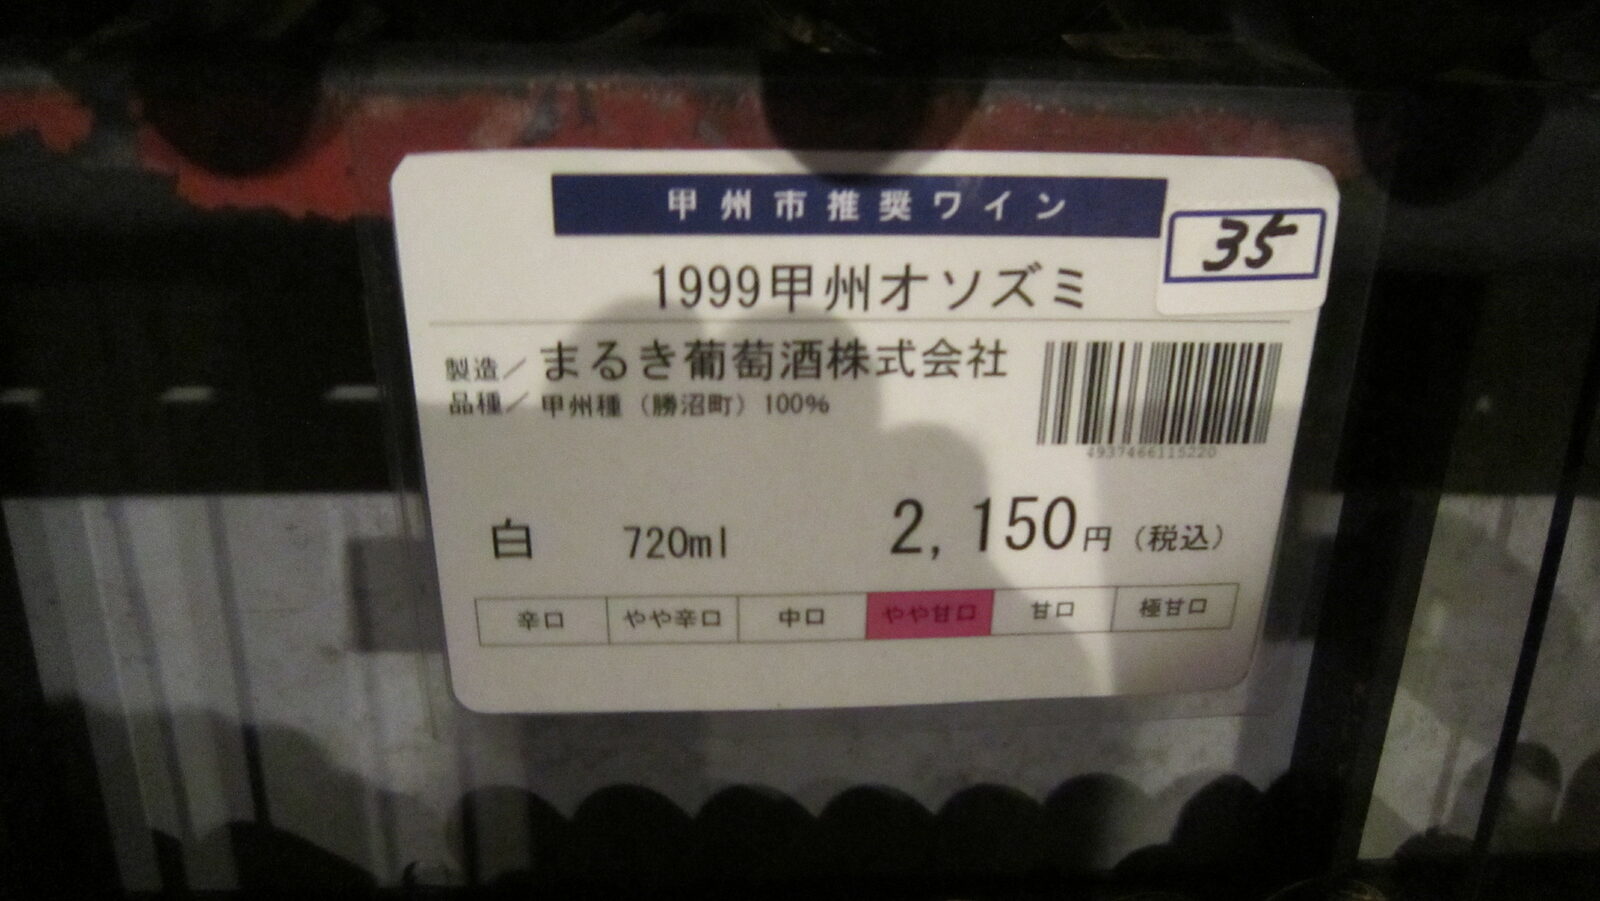 甲州市推奨ワイン
35
1999甲州オソズミ
製造／まるき葡萄酒株式会社
品種／甲州種（勝沼町）100%
4937466115220
白 720ml 2,150円（税込）
辛口 やや辛口 中口 やや甘口 甘口 極甘口